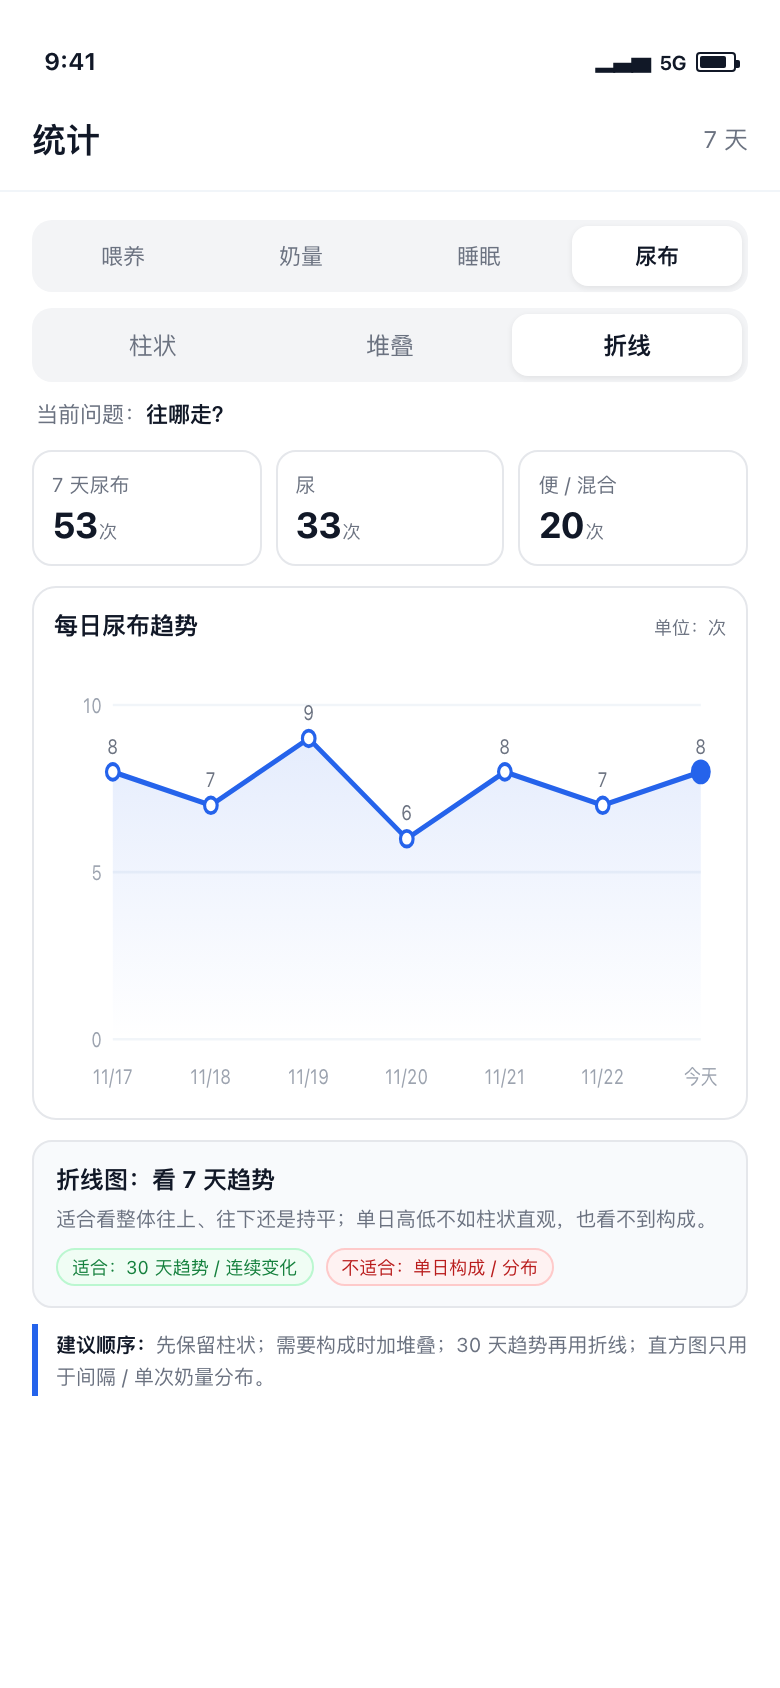 9:41
5G
统计
7 天
喂养 奶量 睡眠 尿布
柱状 堆叠 折线
当前问题：往哪走?
7 天尿布 尿 便 / 混合
53次 33次 20次
每日尿布趋势
单位：次
10
9
8 8 8
7 7
6
5
0
11/17 11/18 11/19 11/20 11/21 11/22 今天
折线图：看 7 天趋势
适合看整体往上、往下还是持平；单日高低不如柱状直观，也看不到构成。
适合：30 天趋势 / 连续变化 不适合：单日构成 / 分布
建议顺序：先保留柱状；需要构成时加堆叠；30 天趋势再用折线；直方图只用
于间隔 / 单次奶量分布。